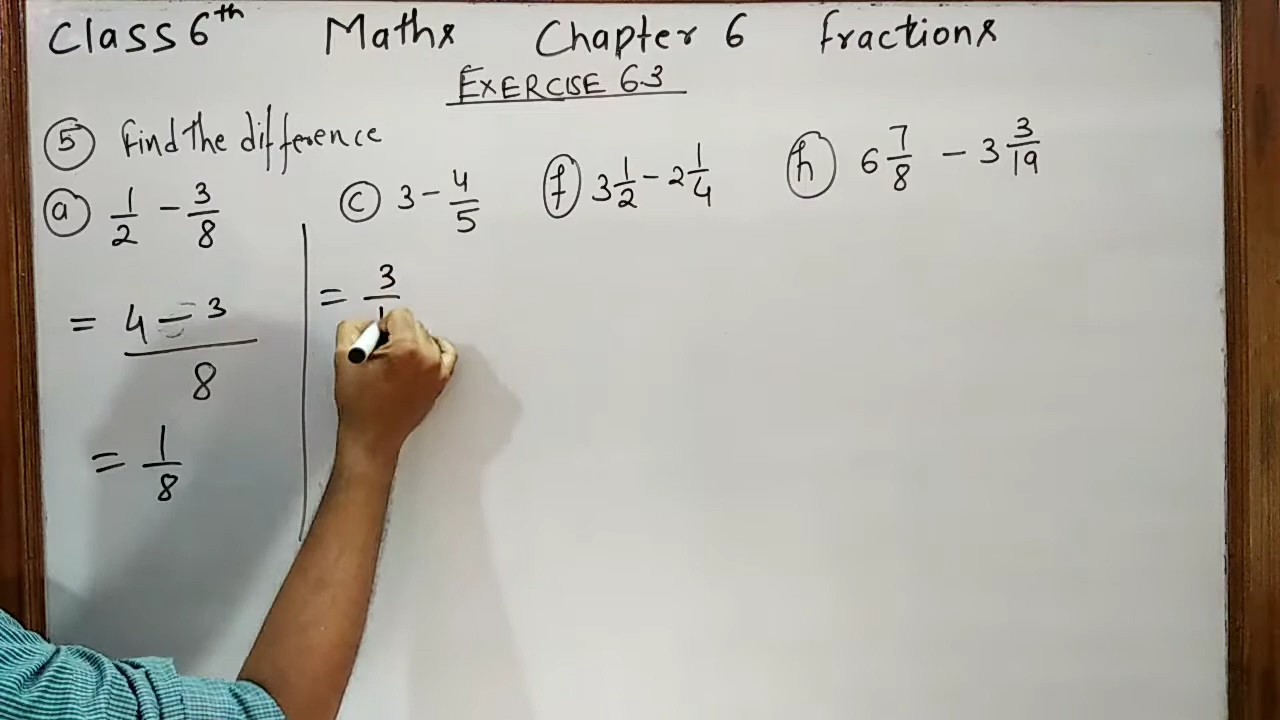 Class 6th Maths Chapter 6 fractions
EXERCISE 6.3
5 Find the difference
a 1/2 - 3/8 c 3 - 4/5 f 3 1/2 - 2 1/4 h 6 7/8 - 3 3/19
= 4 - 3 / 8 = 3/1
= 1/8